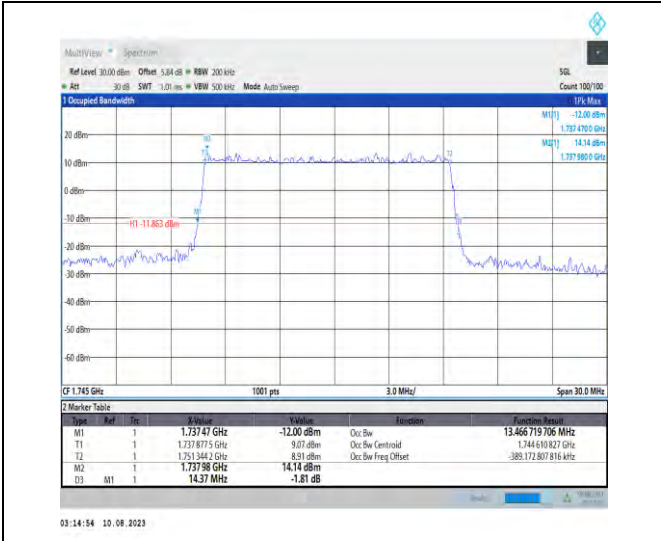 MultiView Spectrum
Ref Level 30.00 dBm Offset 5.84 dB RBW 200 kHz SGL
Att 30 dB SWT 1.01 ms VBW 500 kHz Mode Auto Sweep Count 100/100
1 Occupied Bandwidth 1Pk Max
M1[1] -12.00 dBm
1.737 470 0 GHz
M2[1] 14.14 dBm
1.737 980 0 GHz
20 dBm
M2
T1
T2
10 dBm
0 dBm
M1
-10 dBm
H1 -11.863 dBm
-20 dBm
-30 dBm
-40 dBm
-50 dBm
-60 dBm
CF 1.745 GHz 1001 pts 3.0 MHz/ Span 30.0 MHz
2 Marker Table
Type Ref Trc X-Value Y-Value Function Function Result
M1 1 1.737 47 GHz -12.00 dBm Occ Bw 13.466 719 706 MHz
T1 1 1.737 877 5 GHz 9.07 dBm Occ Bw Centroid 1.744 610 827 GHz
T2 1 1.751 344 2 GHz 8.91 dBm Occ Bw Freq Offset -389.172 807 816 kHz
M2 1 1.737 98 GHz 14.14 dBm
D3 M1 1 14.37 MHz -1.81 dB
03:14:54 10.08.2023